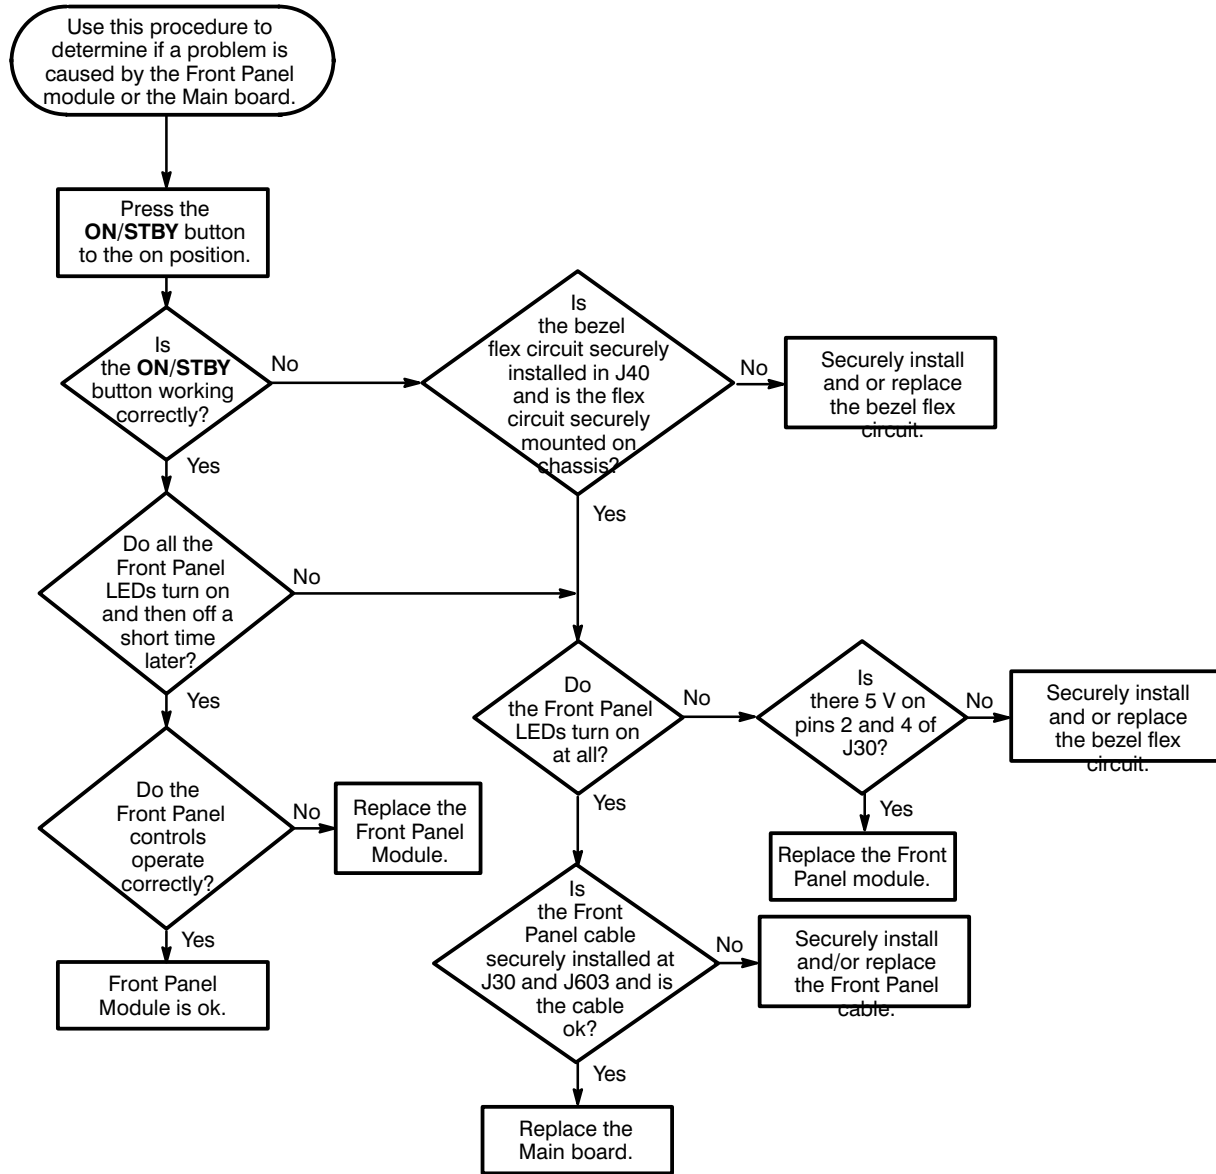 Use this procedure to
determine if a problem is
caused by the Front Panel
module or the Main board.
Press the
ON/STBY button
to the on position.
Is
the ON/STBY
button working
correctly?
No
Yes
Is
the bezel
flex circuit securely
installed in J40
and is the flex
circuit securely
mounted on
chassis?
No
Yes
Securely install
and or replace
the bezel flex
circuit.
Do all the
Front Panel
LEDs turn on
and then off a
short time
later?
No
Yes
Do
the Front Panel
LEDs turn on
at all?
No
Yes
Is
there 5 V on
pins 2 and 4 of
J30?
No
Yes
Securely install
and or replace
the bezel flex
circuit.
Do the
Front Panel
controls
operate
correctly?
No
Yes
Replace the
Front Panel
Module.
Replace the Front
Panel module.
Is
the Front
Panel cable
securely installed at
J30 and J603 and is
the cable
ok?
No
Yes
Securely install
and/or replace
the Front Panel
cable.
Front Panel
Module is ok.
Replace the
Main board.